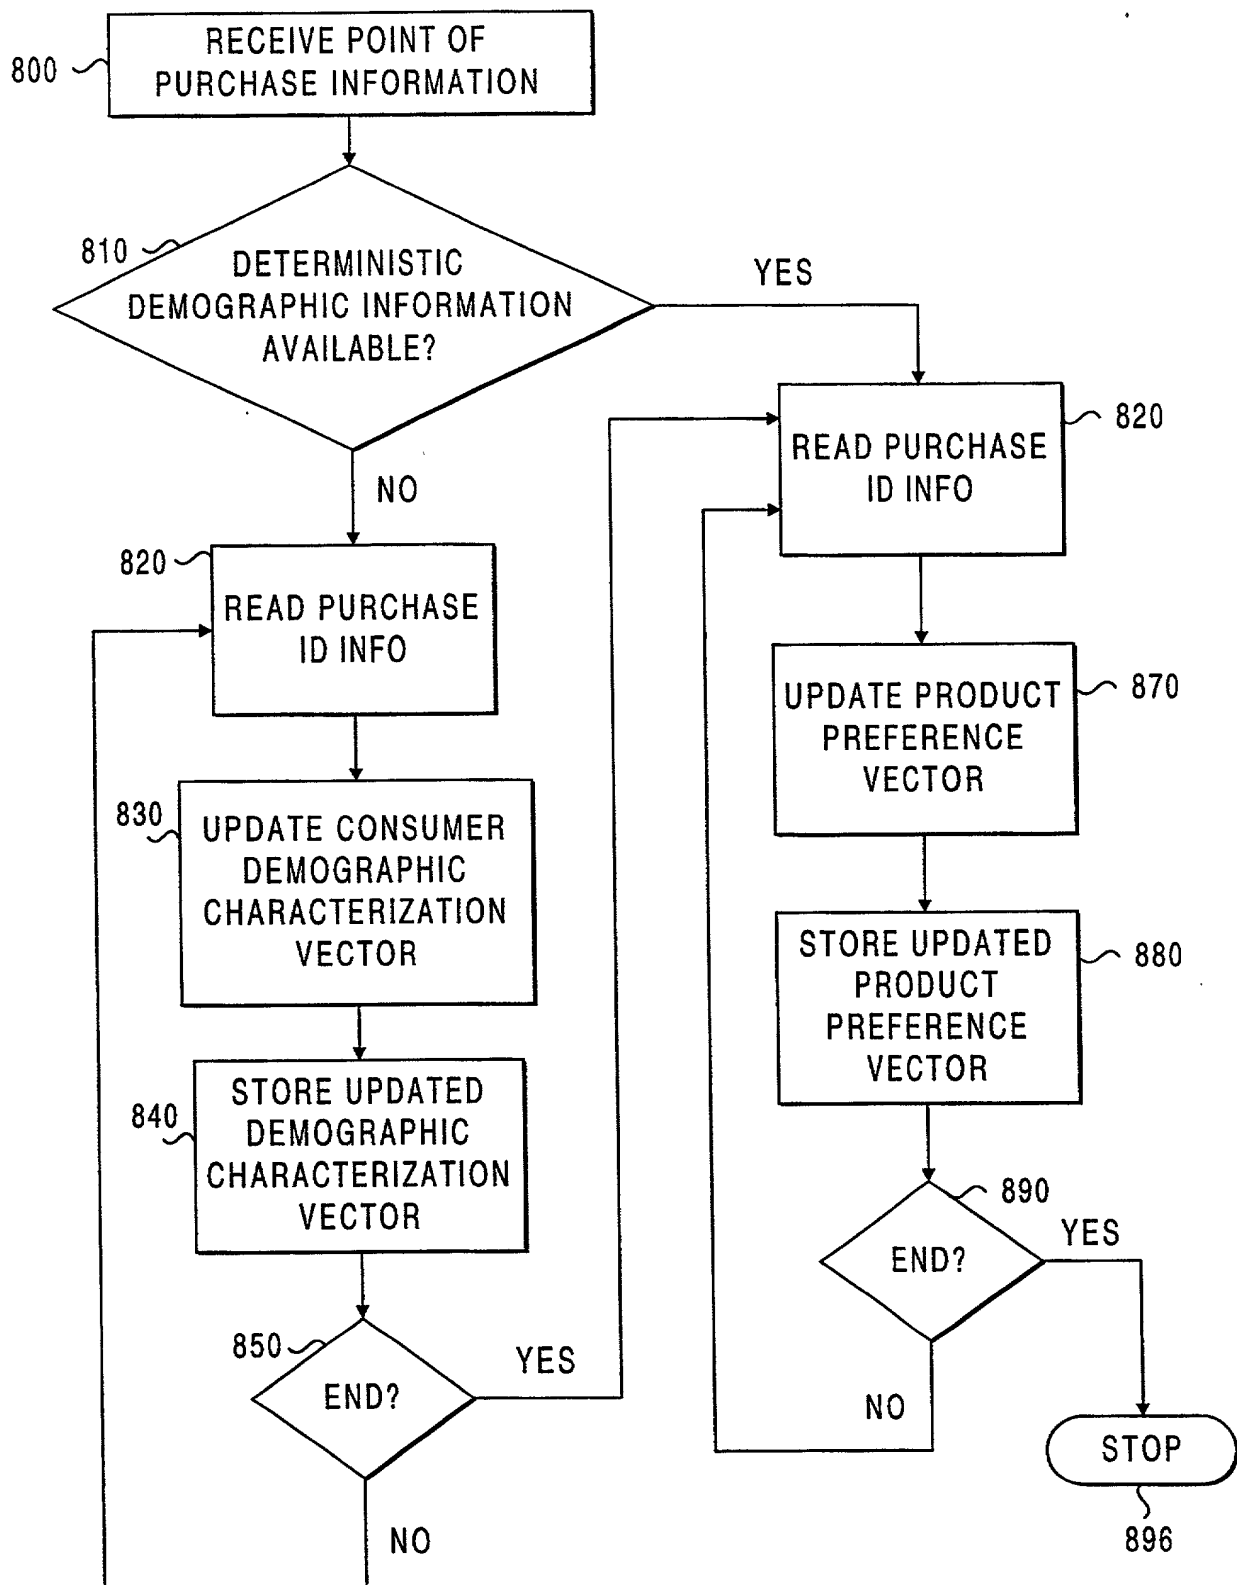 800
RECEIVE POINT OF
PURCHASE INFORMATION
810
DETERMINISTIC
DEMOGRAPHIC INFORMATION
AVAILABLE?
YES
NO
820
READ PURCHASE
ID INFO
830
UPDATE CONSUMER
DEMOGRAPHIC
CHARACTERIZATION
VECTOR
840
STORE UPDATED
DEMOGRAPHIC
CHARACTERIZATION
VECTOR
850
END?
YES
NO
820
READ PURCHASE
ID INFO
870
UPDATE PRODUCT
PREFERENCE
VECTOR
880
STORE UPDATED
PRODUCT
PREFERENCE
VECTOR
890
END?
YES
NO
STOP
896